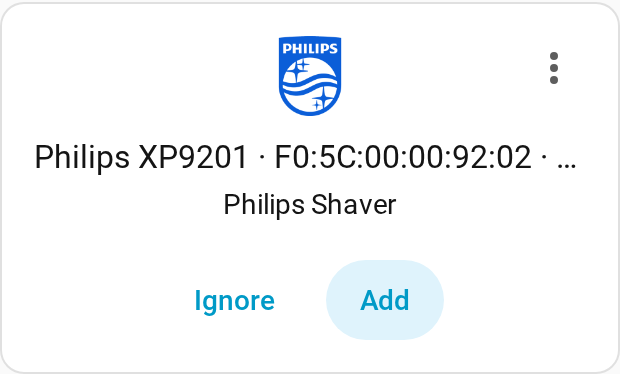 PHILIPS
Philips XP9201 · F0:5C:00:00:92:02 · ...
Philips Shaver
Ignore
Add